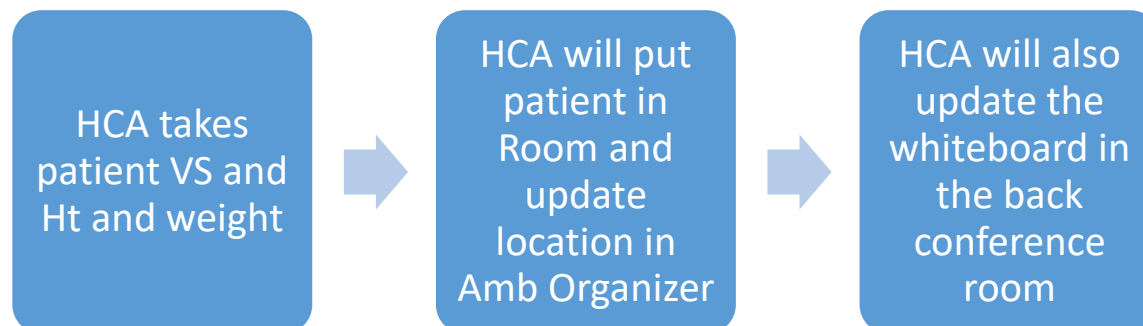 HCA takes
patient VS and
Ht and weight
HCA will put
patient in
Room and
update
location in
Amb Organizer
HCA will also
update the
whiteboard in
the back
conference
room